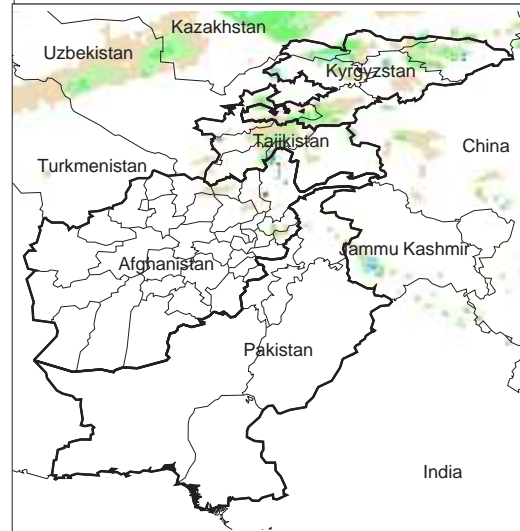 Kazakhstan
Uzbekistan
Kyrgyzstan
Tajikistan
China
Turkmenistan
Jammu Kashmir
Afghanistan
Pakistan
India